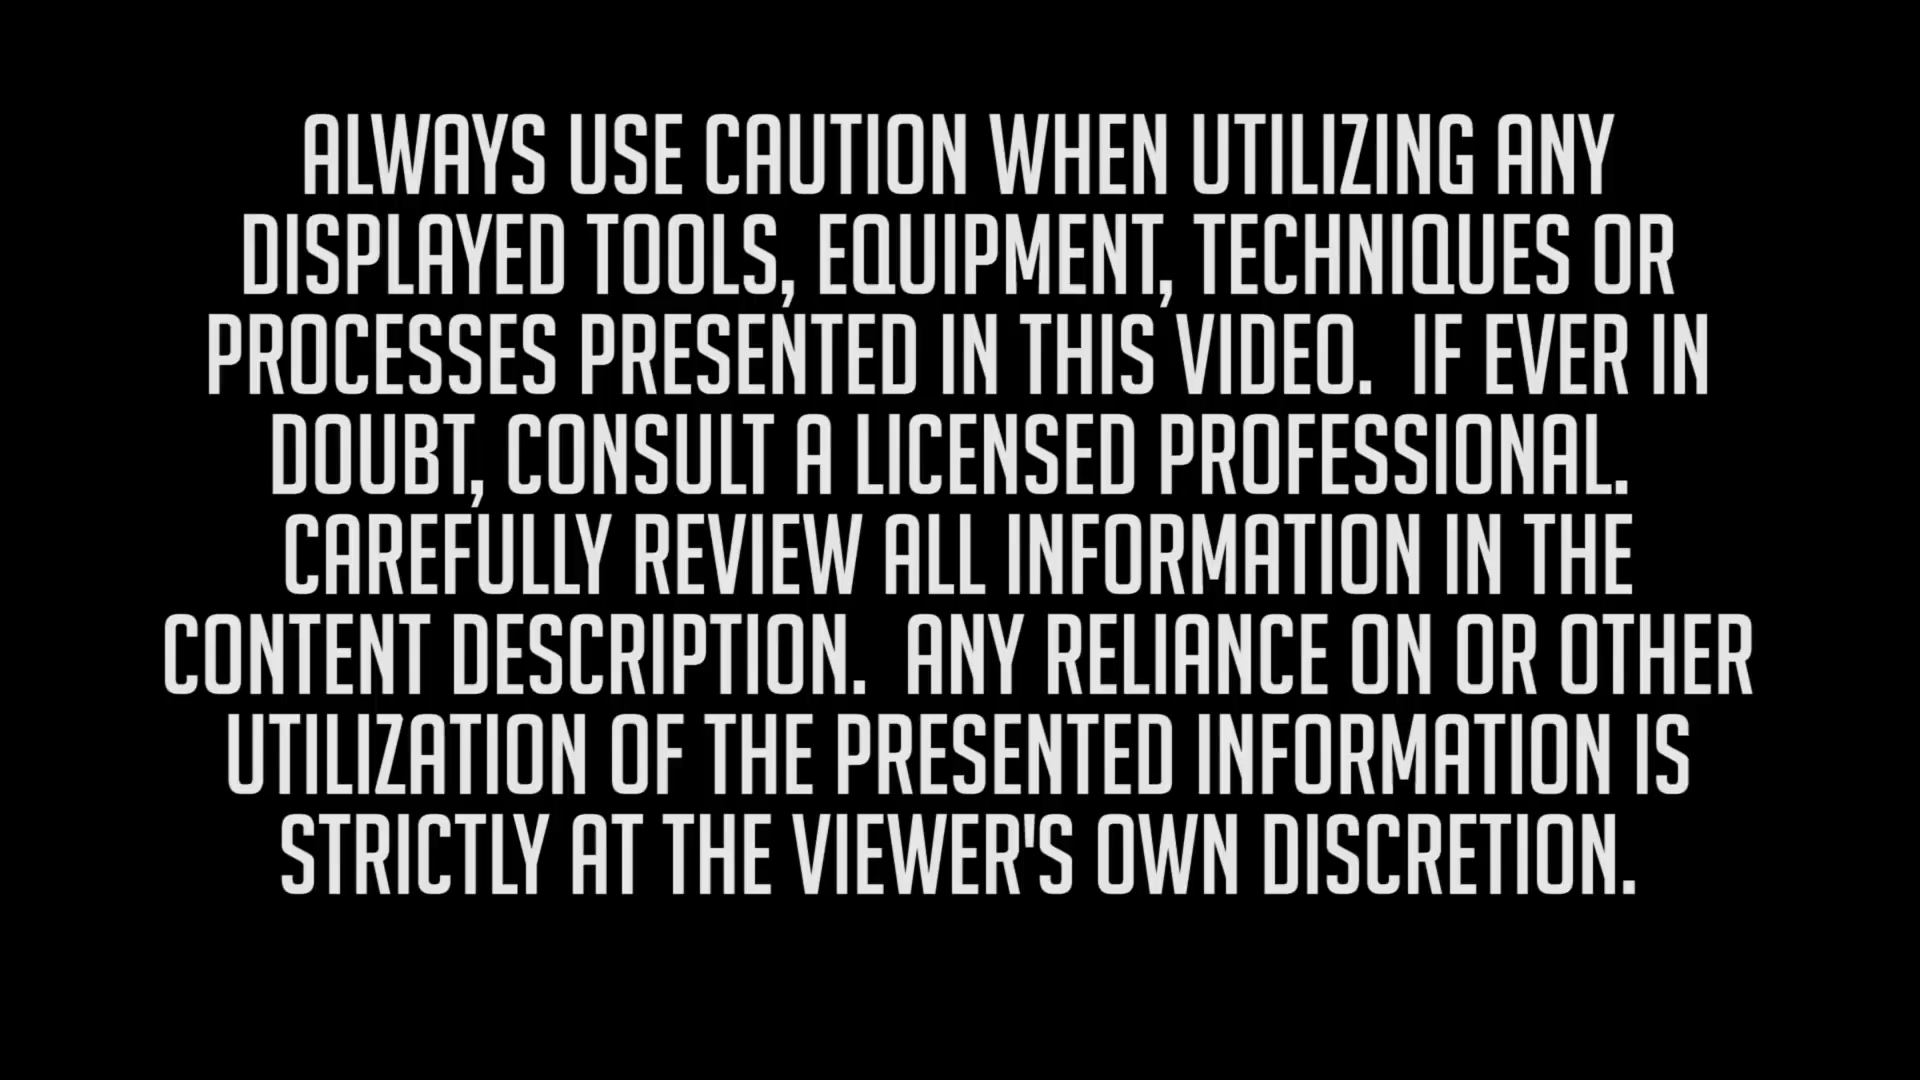 ALWAYS USE CAUTION WHEN UTILIZING ANY
DISPLAYED TOOLS, EQUIPMENT, TECHNIQUES OR
PROCESSES PRESENTED IN THIS VIDEO.  IF EVER IN
DOUBT, CONSULT A LICENSED PROFESSIONAL.
CAREFULLY REVIEW ALL INFORMATION IN THE
CONTENT DESCRIPTION.  ANY RELIANCE ON OR OTHER
UTILIZATION OF THE PRESENTED INFORMATION IS
STRICTLY AT THE VIEWER'S OWN DISCRETION.